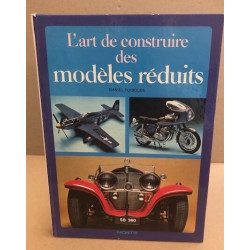 L'art de construire
des
modèles réduits
HACHETTE